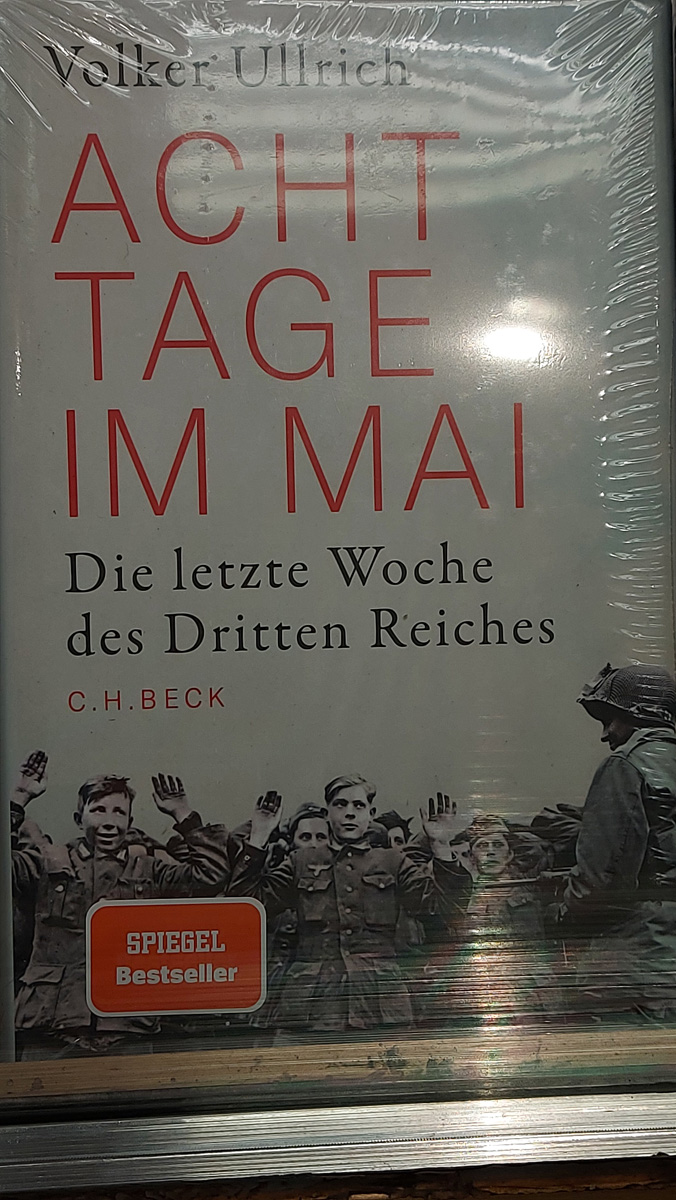 Volker Ullrich
ACHT
TAGE
IM MAI
Die letzte Woche
des Dritten Reiches
C.H.BECK
SPIEGEL
Bestseller